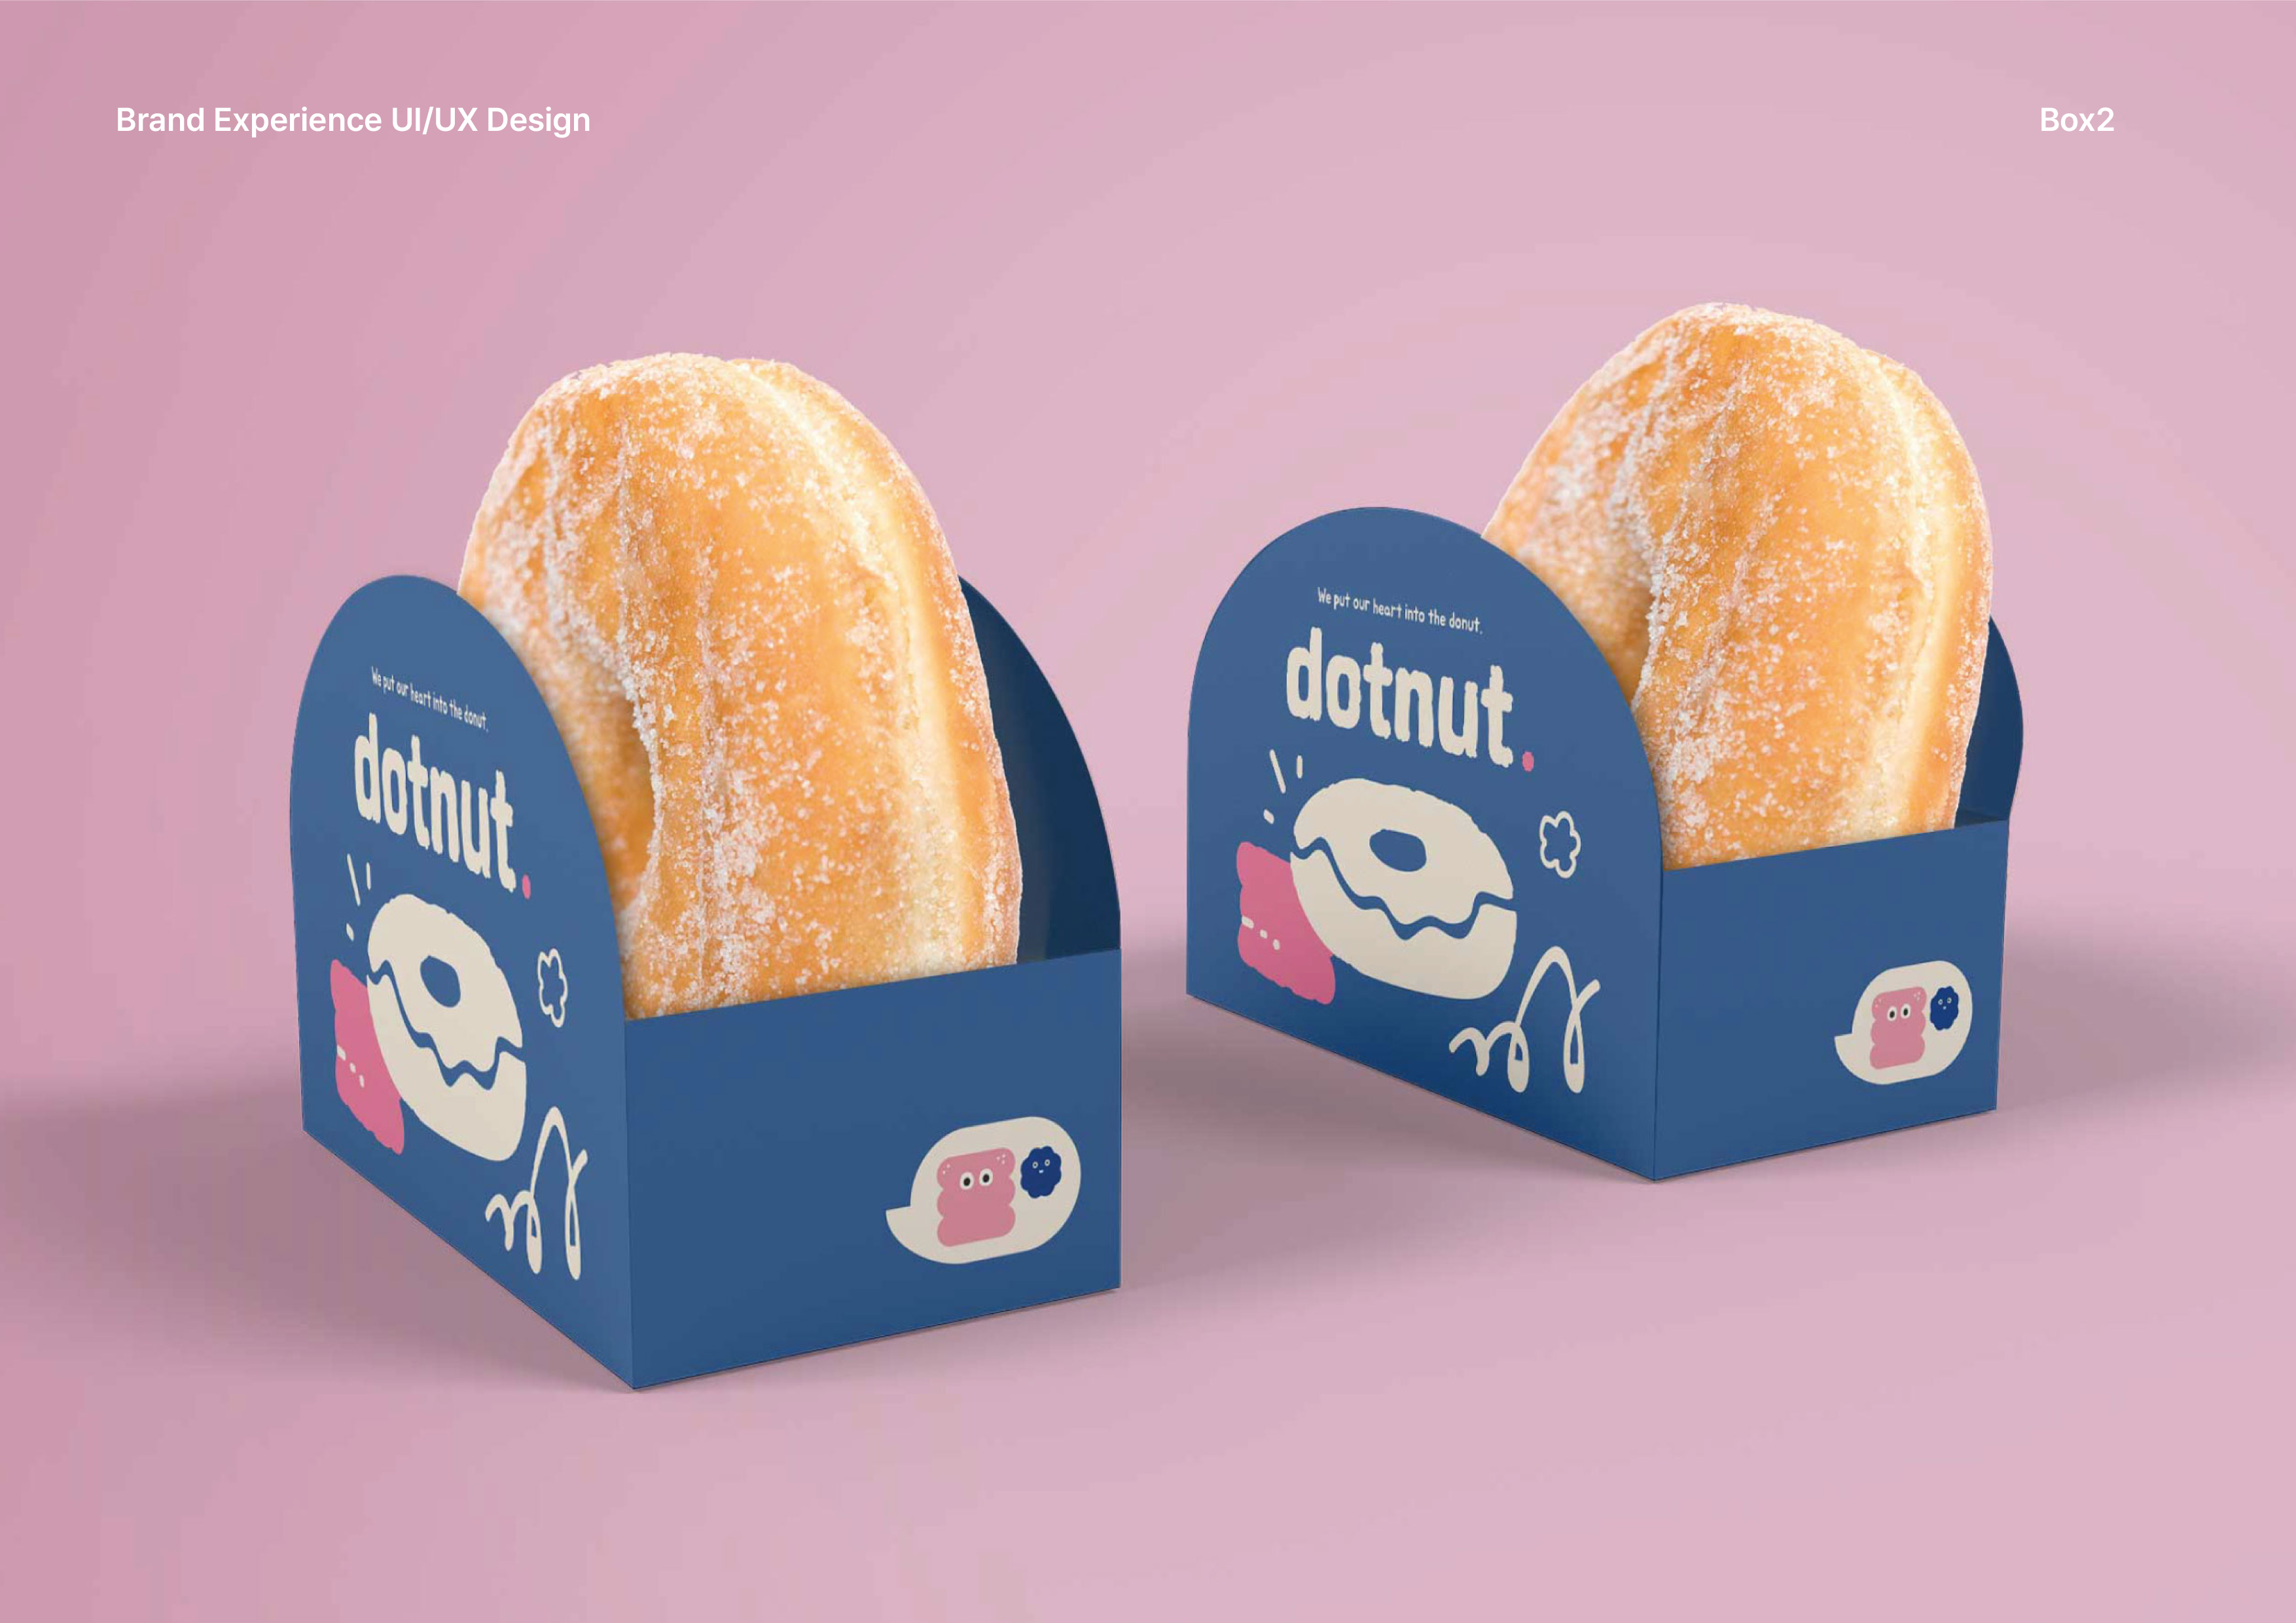 Brand Experience UI/UX Design
Box2
We put our heart into the donut.
dotnut.
We put our heart into the donut.
dotnut.